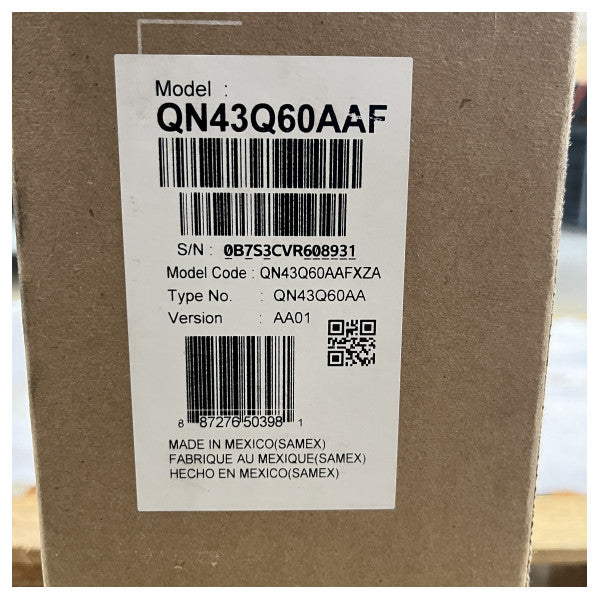 Model :
QN43Q60AAF
S/N : 0B7S3CVR608931
Model Code : QN43Q60AAFXZA
Type No. : QN43Q60AA
Version : AA01
8 87276 50398 1
MADE IN MEXICO(SAMEX)
FABRIQUE AU MEXIQUE(SAMEX)
HECHO EN MEXICO(SAMEX)